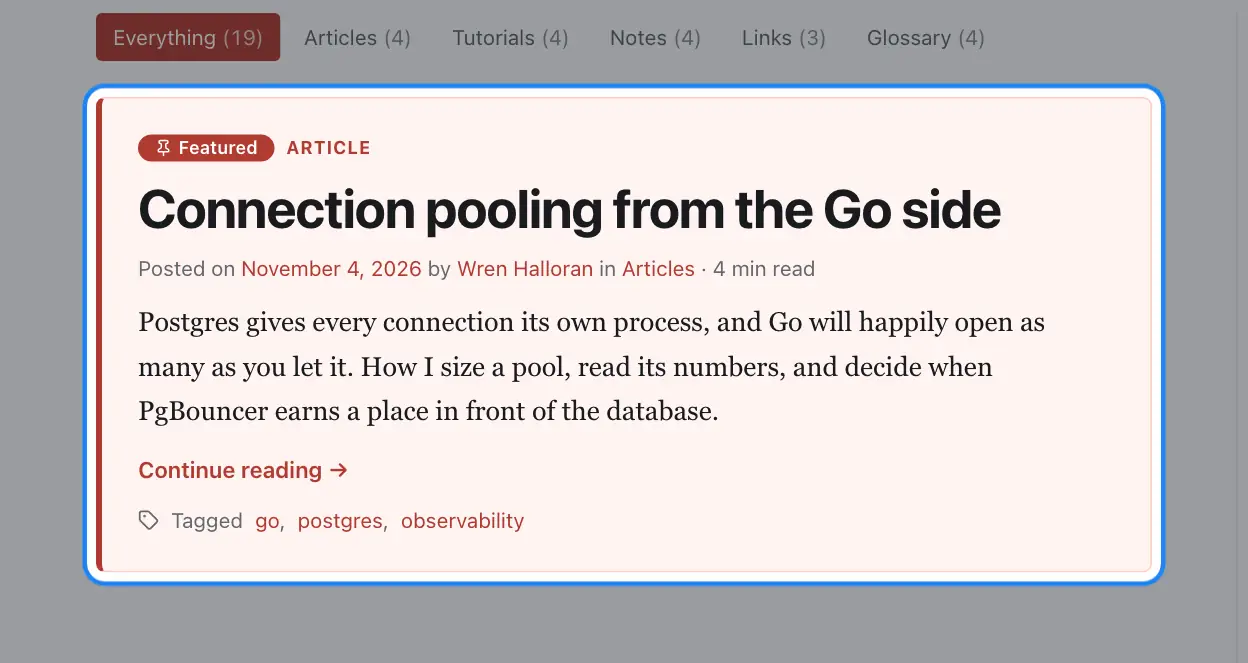 Everything (19) Articles (4) Tutorials (4) Notes (4) Links (3) Glossary (4)
Featured ARTICLE
Connection pooling from the Go side
Posted on November 4, 2026 by Wren Halloran in Articles · 4 min read
Postgres gives every connection its own process, and Go will happily open as
many as you let it. How I size a pool, read its numbers, and decide when
PgBouncer earns a place in front of the database.
Continue reading →
Tagged go, postgres, observability